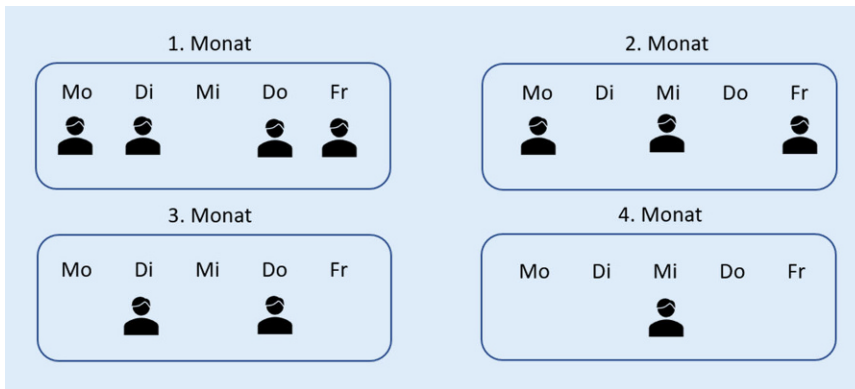 1. Monat
Mo Di Mi Do Fr
2. Monat
Mo Di Mi Do Fr
3. Monat
Mo Di Mi Do Fr
4. Monat
Mo Di Mi Do Fr